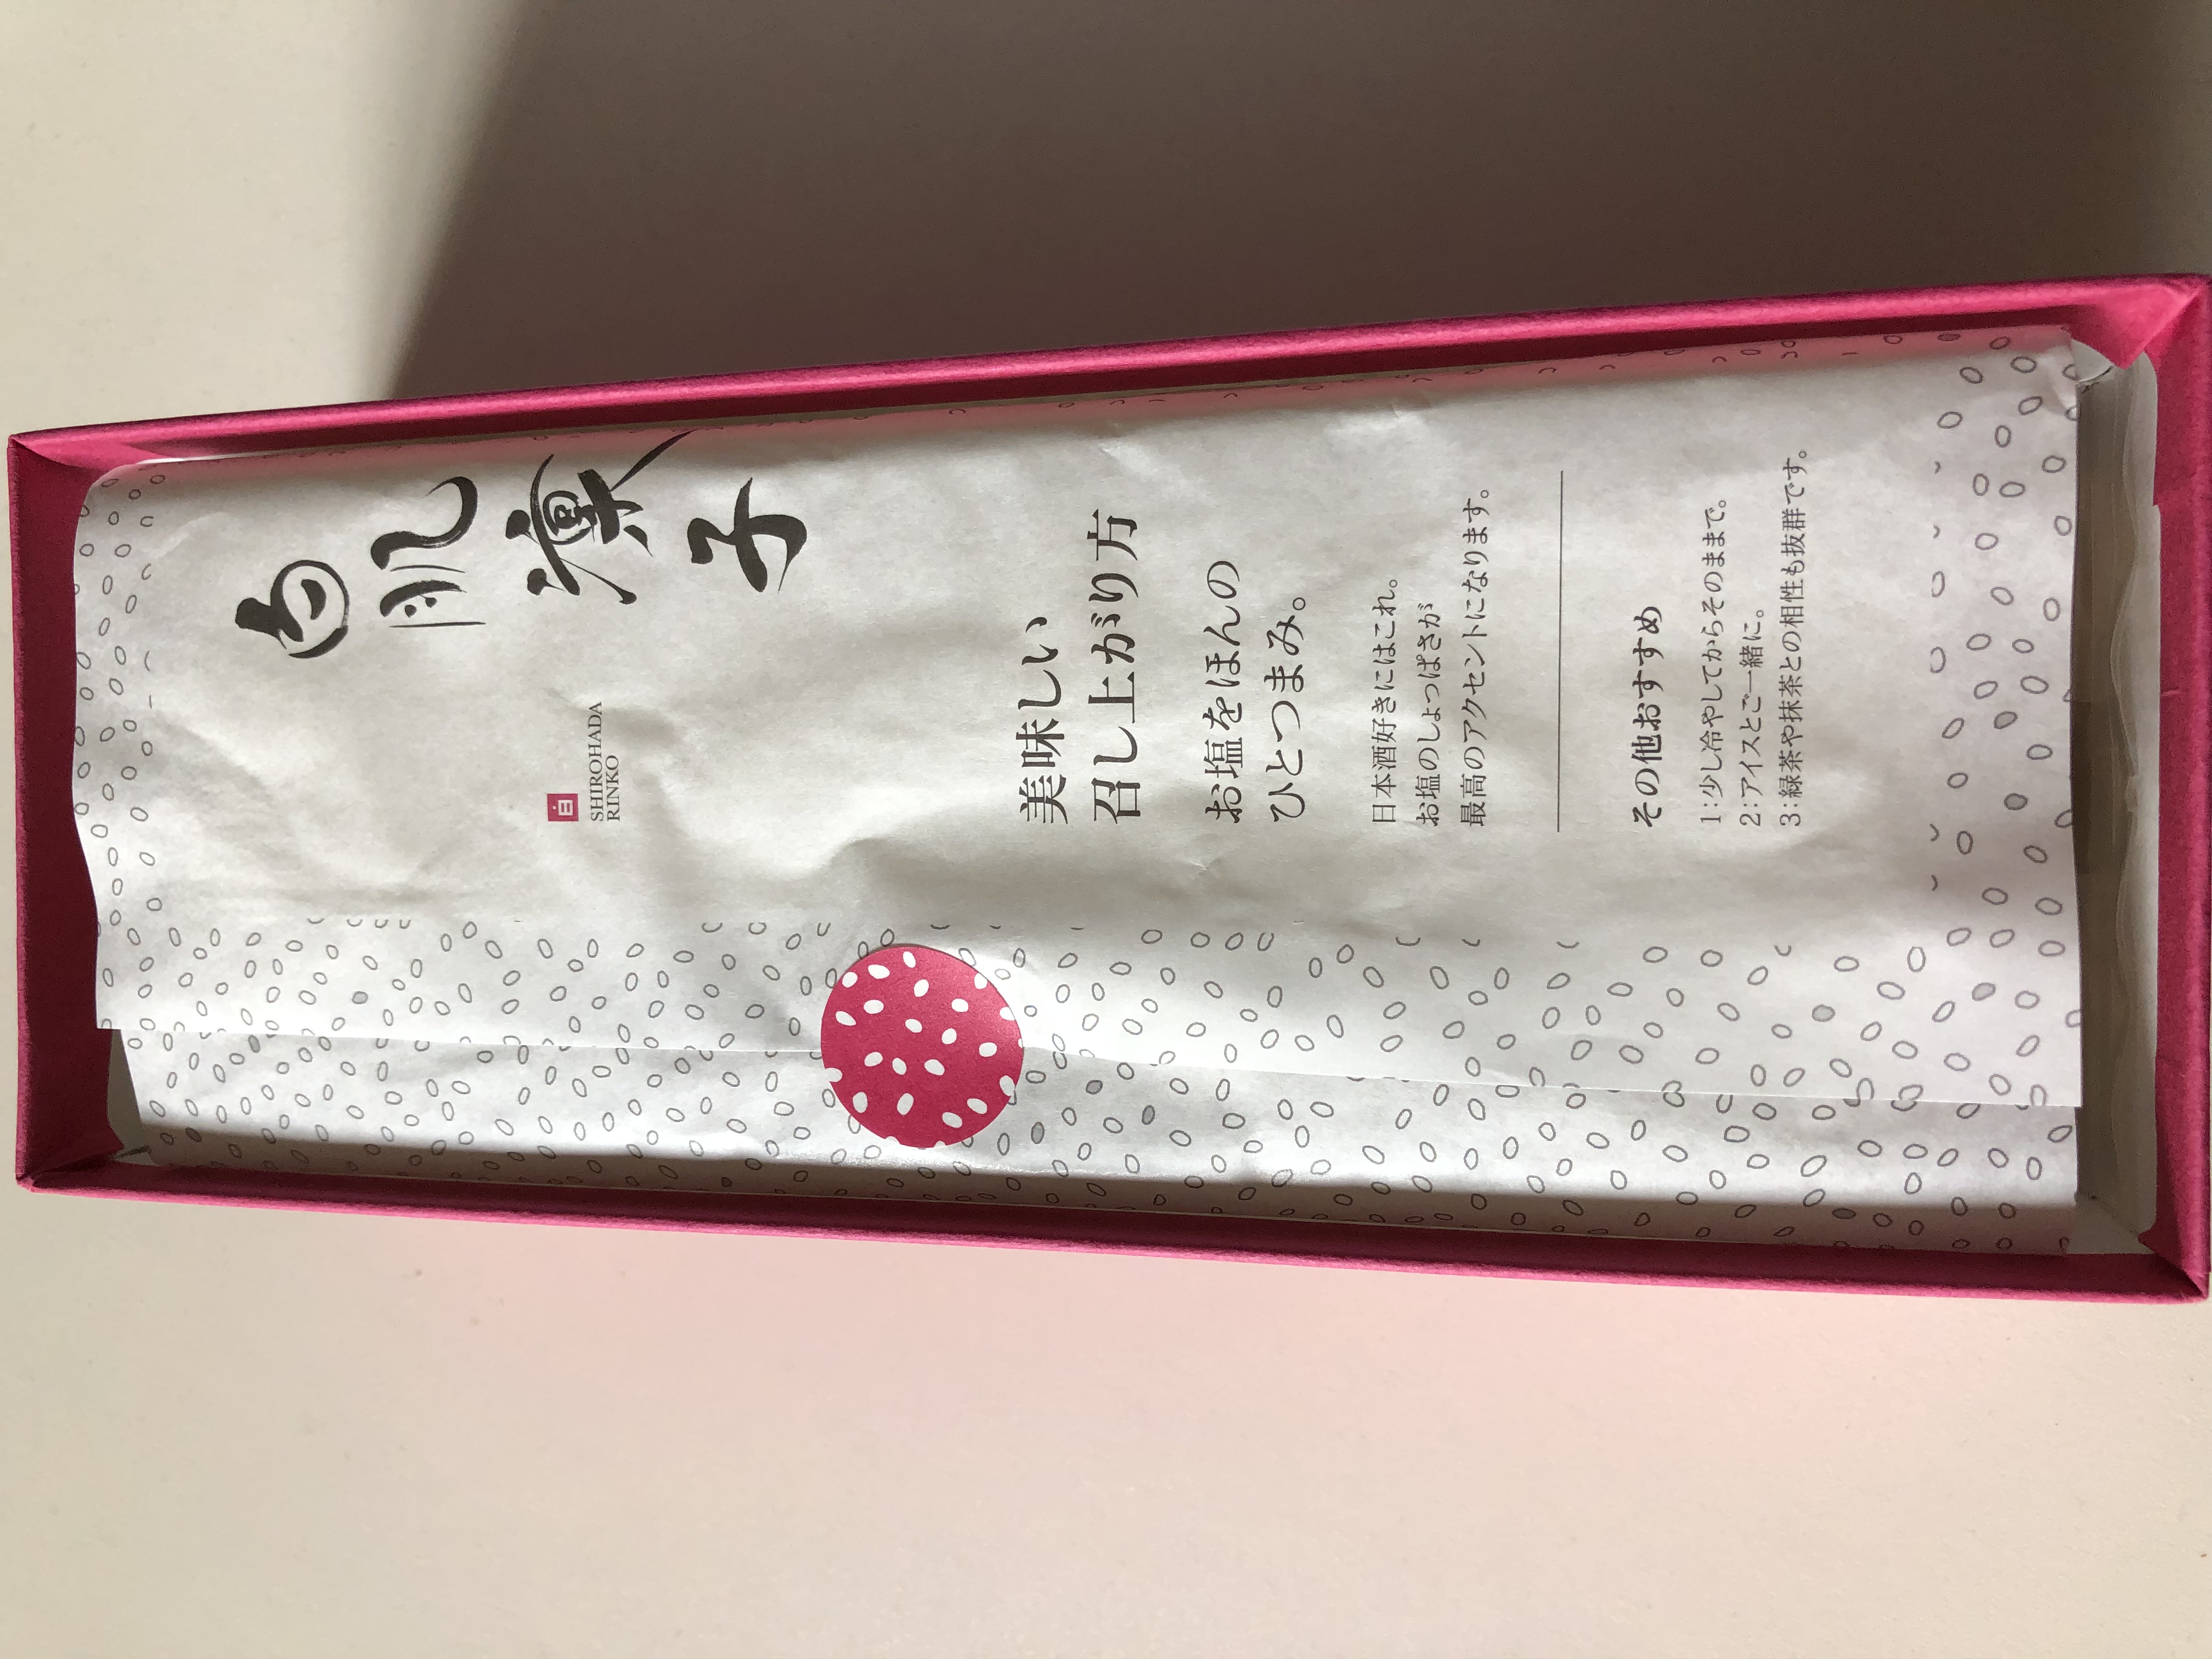 白肌凛子
白
SHIROHADA
RINKO
美味しい
召し上がり方
お塩をほんの
ひとつまみ。
日本酒好きにはこれ。
お塩のしょっぱさが
最高のアクセントになります。
その他おすすめ
1:少し冷やしてからそのままで。
2:アイスとご一緒に。
3:緑茶や抹茶との相性も抜群です。